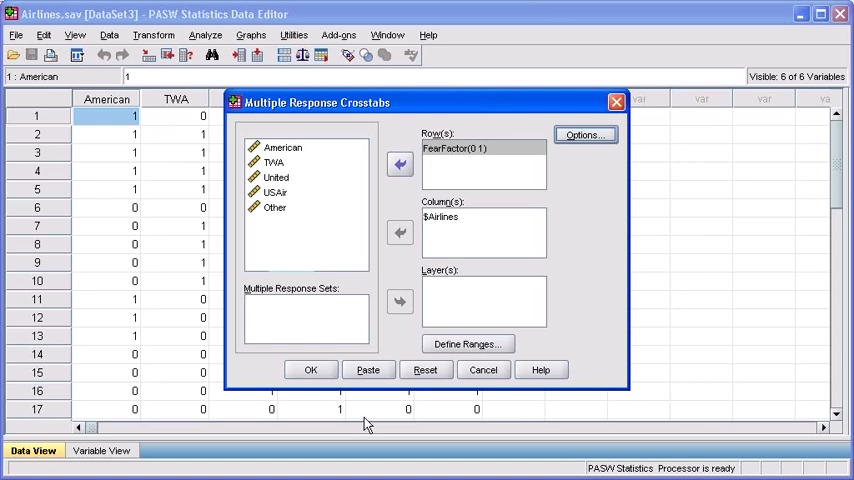 Airlines.sav [DataSet3] - PASW Statistics Data Editor
File Edit View Data Transform Analyze Graphs Utilities Add-ons Window Help
1 : American 1 Visible: 6 of 6 Variables
American TWA var var var va
1 1 0
2 1 1
3 1 1
4 1 1
5 1 1
6 0 0
7 0 1
8 0 1
9 0 1
10 0 1
11 1 0
12 1 0
13 1 0
14 0 0
15 0 0
16 0 0
17 0 0 0 1 0 0
Multiple Response Crosstabs
American
TWA
United
USAir
Other
Multiple Response Sets:
Row(s):
FearFactor(0 1)
Column(s):
$Airlines
Layer(s):
Define Ranges...
Options...
OK Paste Reset Cancel Help
Data View Variable View
PASW Statistics Processor is ready